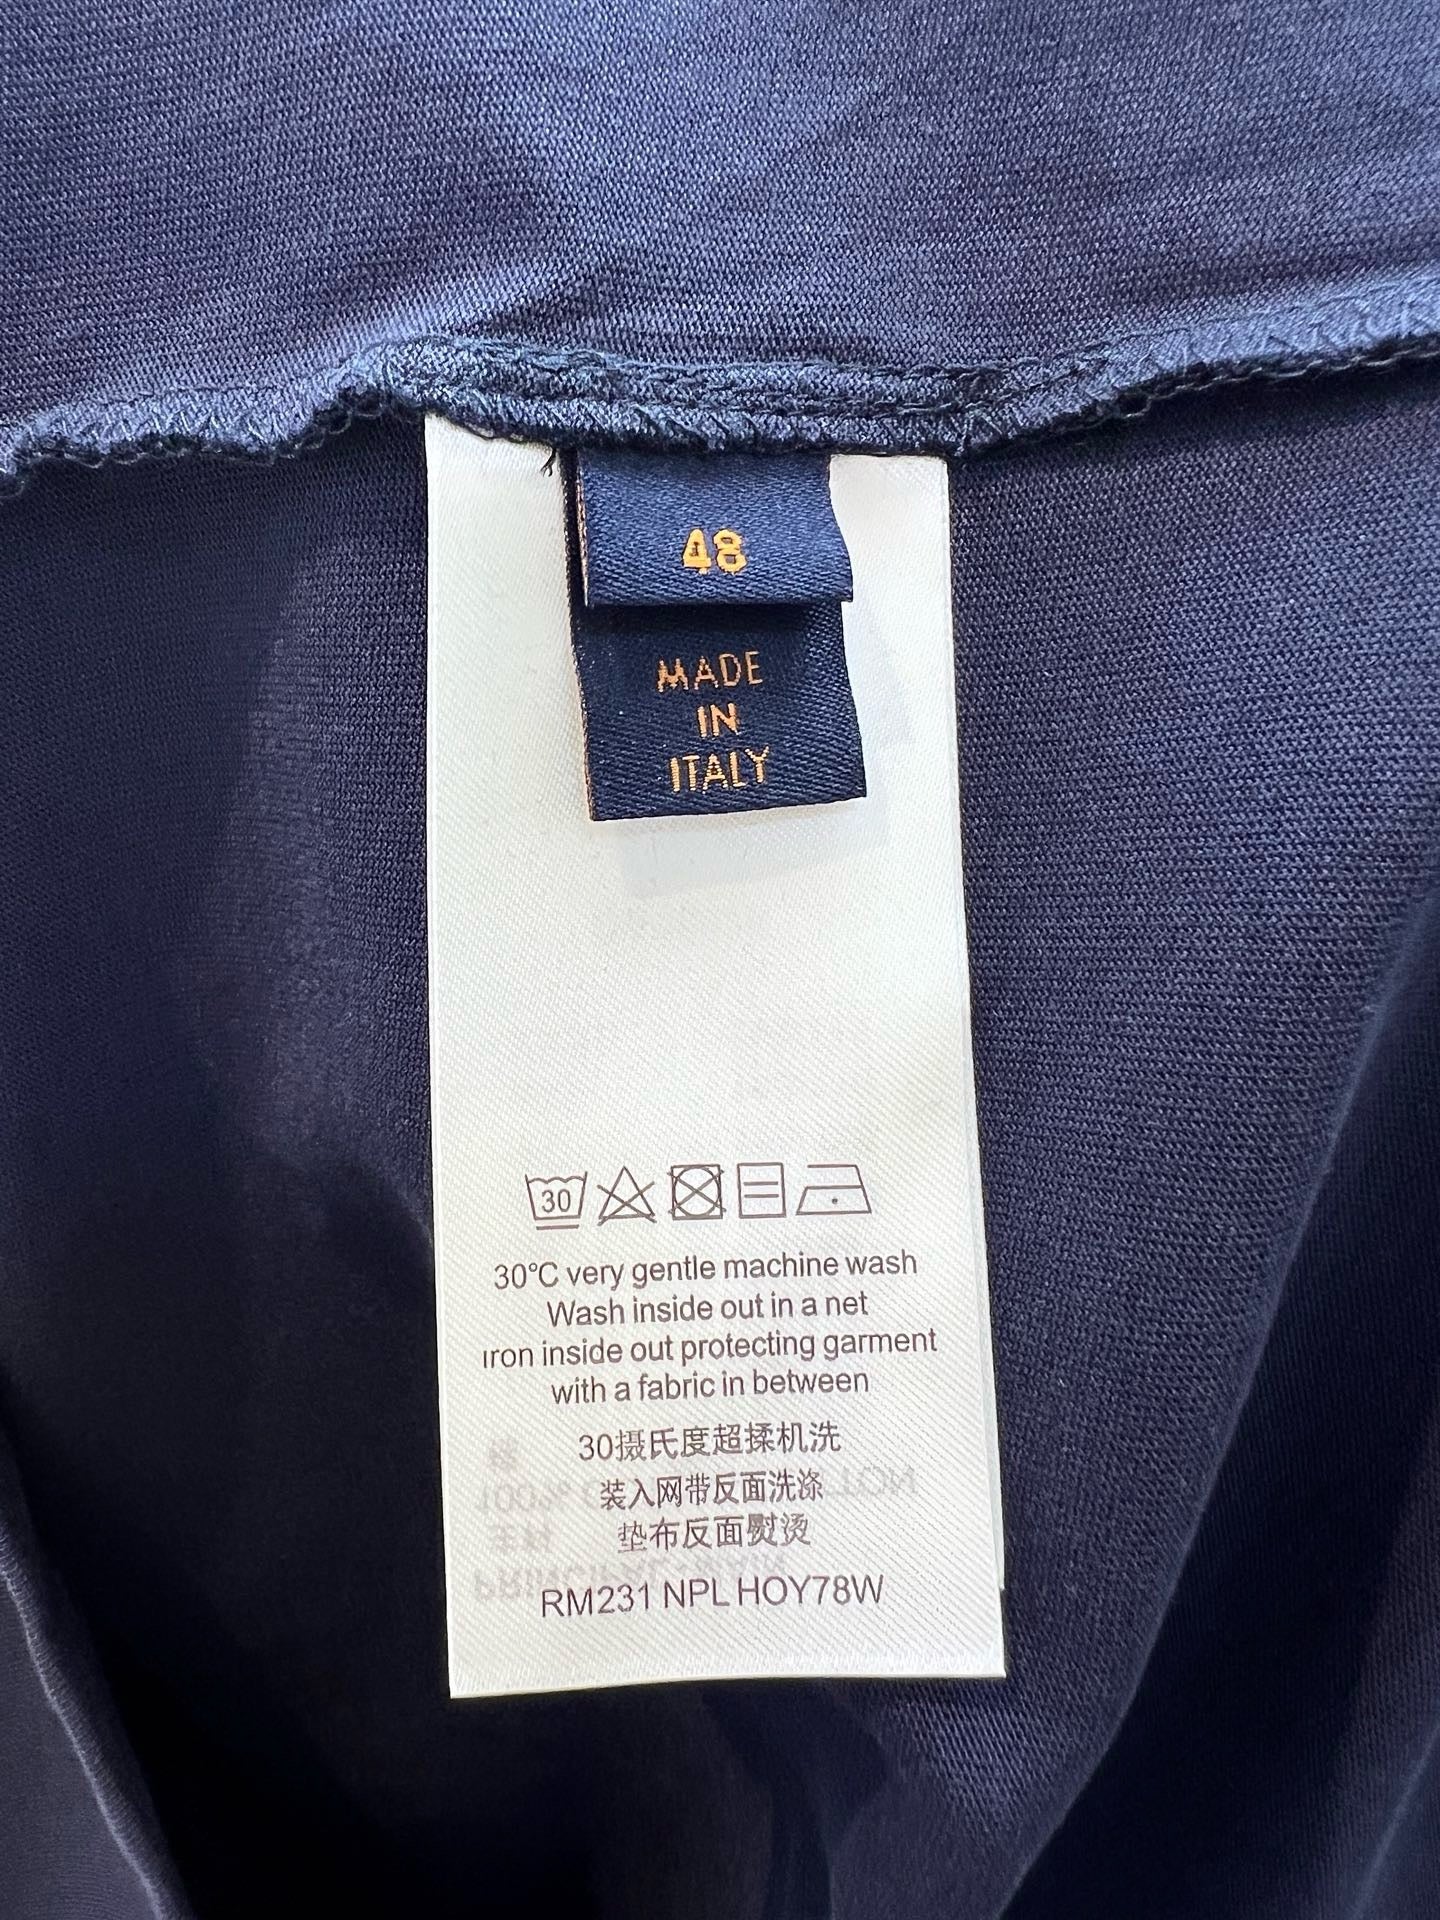 48
MADE
IN
ITALY
30
30°C very gentle machine wash
Wash inside out in a net
ıron inside out protecting garment
with a fabric in between
30摄氏度超揉机洗
装入网带反面洗涤
垫布反面熨烫
RM231 NPL HOY78W